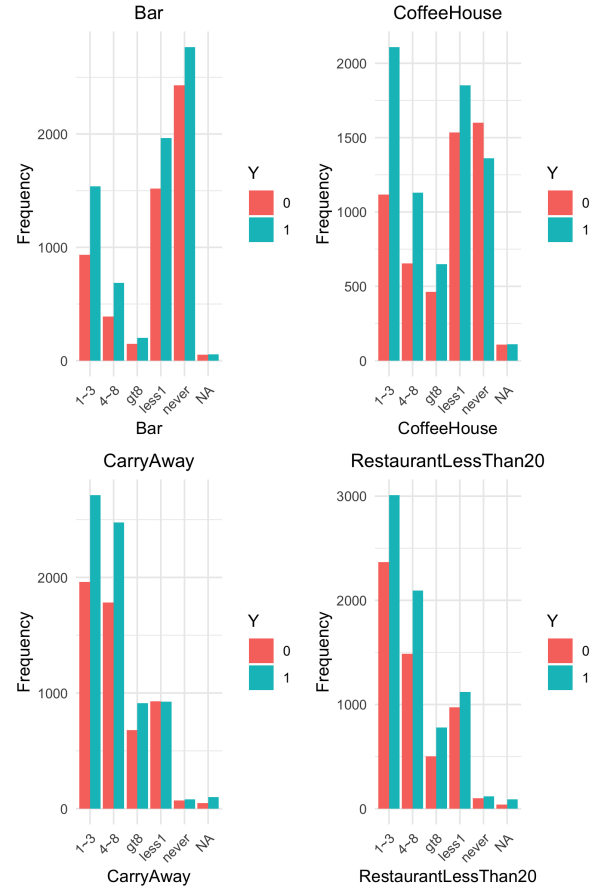 Bar
Frequency
2000
1000
0
1~3
4~8
gt8
less1
never
NA
Bar
Y
0
1
CoffeeHouse
Frequency
2000
1500
1000
500
0
1~3
4~8
gt8
less1
never
NA
CoffeeHouse
Y
0
1
CarryAway
Frequency
2000
1000
0
1~3
4~8
gt8
less1
never
NA
CarryAway
Y
0
1
RestaurantLessThan20
Frequency
3000
2000
1000
0
1~3
4~8
gt8
less1
never
NA
RestaurantLessThan20
Y
0
1